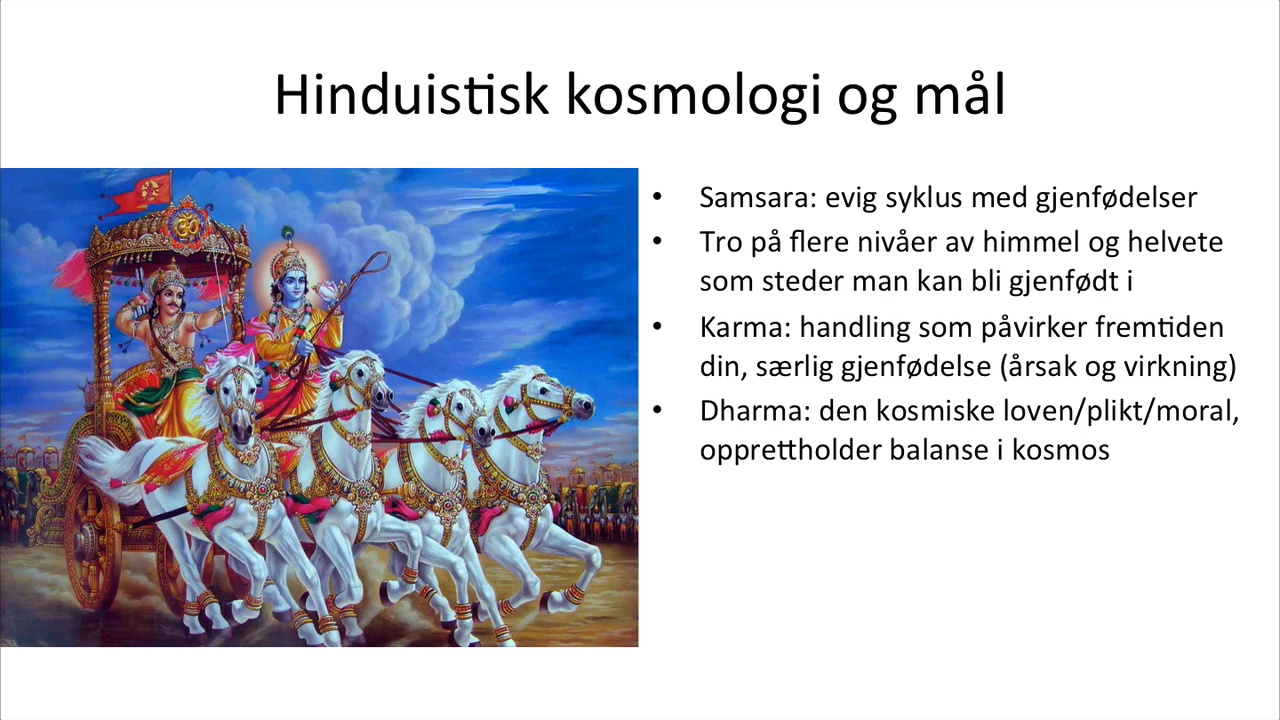 Hinduistisk kosmologi og mål
• Samsara: evig syklus med gjenfødelser
• Tro på flere nivåer av himmel og helvete
som steder man kan bli gjenfødt i
• Karma: handling som påvirker fremtiden
din, særlig gjenfødelse (årsak og virkning)
• Dharma: den kosmiske loven/plikt/moral,
opprettholder balanse i kosmos
ॐ